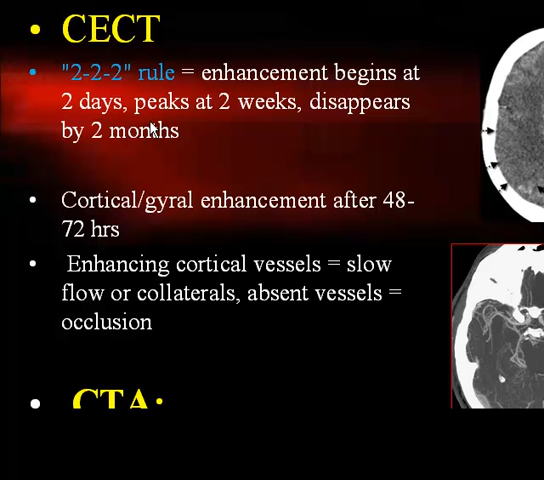 • CECT
• "2-2-2" rule = enhancement begins at
2 days, peaks at 2 weeks, disappears
by 2 months
• Cortical/gyral enhancement after 48-
72 hrs
• Enhancing cortical vessels = slow
flow or collaterals, absent vessels =
occlusion
• CTA: